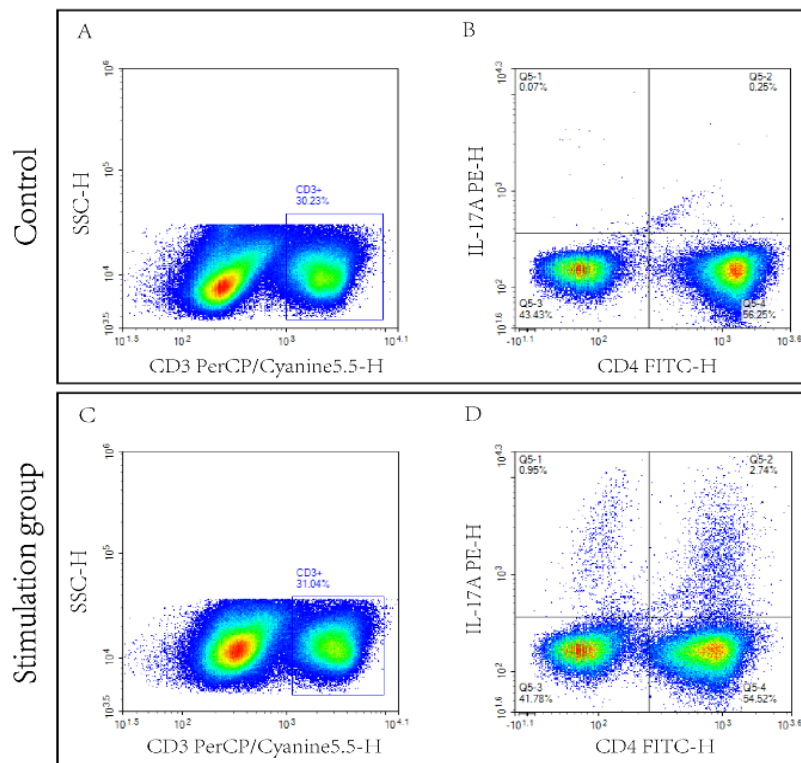 Control
A
SSC-H
10^6
10^5
10^4
10^3.5
CD3+
30.23%
10^1.5
10^2
10^3
10^4.1
CD3 PerCP/Cyanine5.5-H
B
IL-17A PE-H
10^4.3
10^3
10^2
10^1.6
Q5-1
0.07%
Q5-2
0.25%
Q5-3
43.43%
Q5-4
56.25%
-10^1.1
10^2
10^3
10^3.6
CD4 FITC-H
Stimulation group
C
SSC-H
10^6
10^5
10^4
10^3.5
CD3+
31.04%
10^1.5
10^2
10^3
10^4.1
CD3 PerCP/Cyanine5.5-H
D
IL-17A PE-H
10^4.3
10^3
10^2
10^1.6
Q5-1
0.95%
Q5-2
2.74%
Q5-3
41.78%
Q5-4
54.52%
-10^1.1
10^2
10^3
10^3.6
CD4 FITC-H